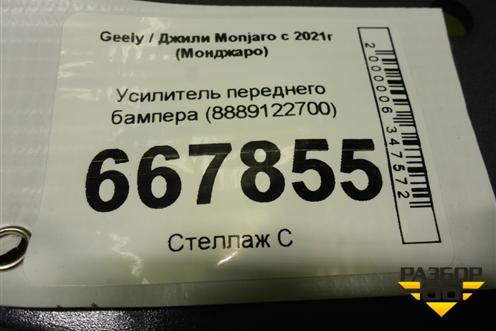 Geely / Джили Monjaro с 2021г
(Монджаро)
Усилитель переднего
бампера (8889122700)
667855
Стеллаж С
2000006347572
РАЗБОР